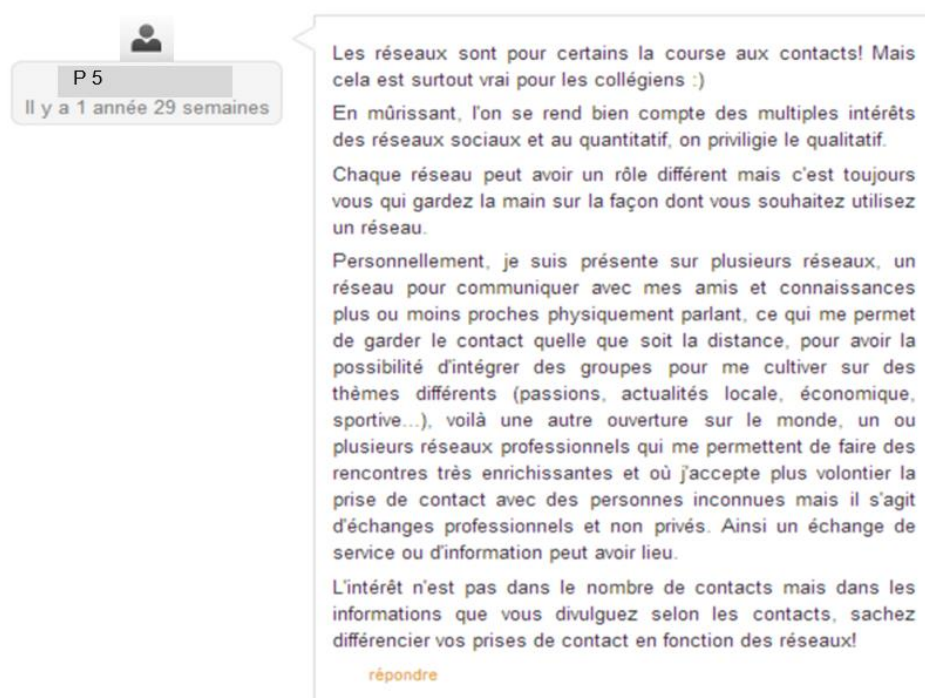 P 5
Il y a 1 année 29 semaines
Les réseaux sont pour certains la course aux contacts! Mais
cela est surtout vrai pour les collégiens :)
En mûrissant, l'on se rend bien compte des multiples intérêts
des réseaux sociaux et au quantitatif, on priviligie le qualitatif.
Chaque réseau peut avoir un rôle différent mais c'est toujours
vous qui gardez la main sur la façon dont vous souhaitez utilisez
un réseau.
Personnellement, je suis présente sur plusieurs réseaux, un
réseau pour communiquer avec mes amis et connaissances
plus ou moins proches physiquement parlant, ce qui me permet
de garder le contact quelle que soit la distance, pour avoir la
possibilité d'intégrer des groupes pour me cultiver sur des
thèmes différents (passions, actualités locale, économique,
sportive...), voilà une autre ouverture sur le monde, un ou
plusieurs réseaux professionnels qui me permettent de faire des
rencontres très enrichissantes et où j'accepte plus volontier la
prise de contact avec des personnes inconnues mais il s'agit
d'échanges professionnels et non privés. Ainsi un échange de
service ou d'information peut avoir lieu.
L'intérêt n'est pas dans le nombre de contacts mais dans les
informations que vous divulguez selon les contacts, sachez
différencier vos prises de contact en fonction des réseaux!
répondre